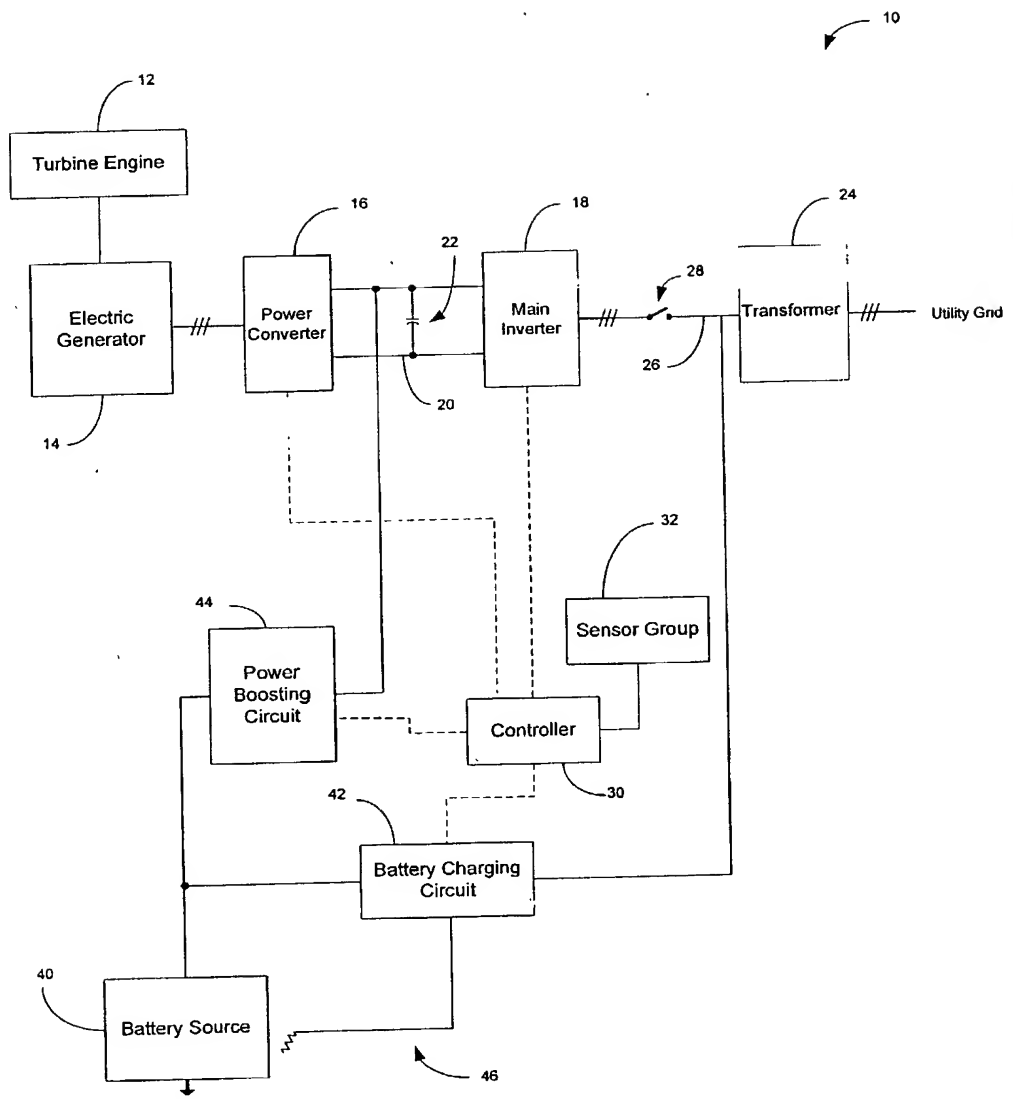 10
12
Turbine Engine
16
18
24
22
28
Electric
Generator
Power
Converter
Main
Inverter
Transformer
Utility Grid
26
20
14
32
44
Sensor Group
Power
Boosting
Circuit
Controller
30
42
Battery Charging
Circuit
40
Battery Source
46